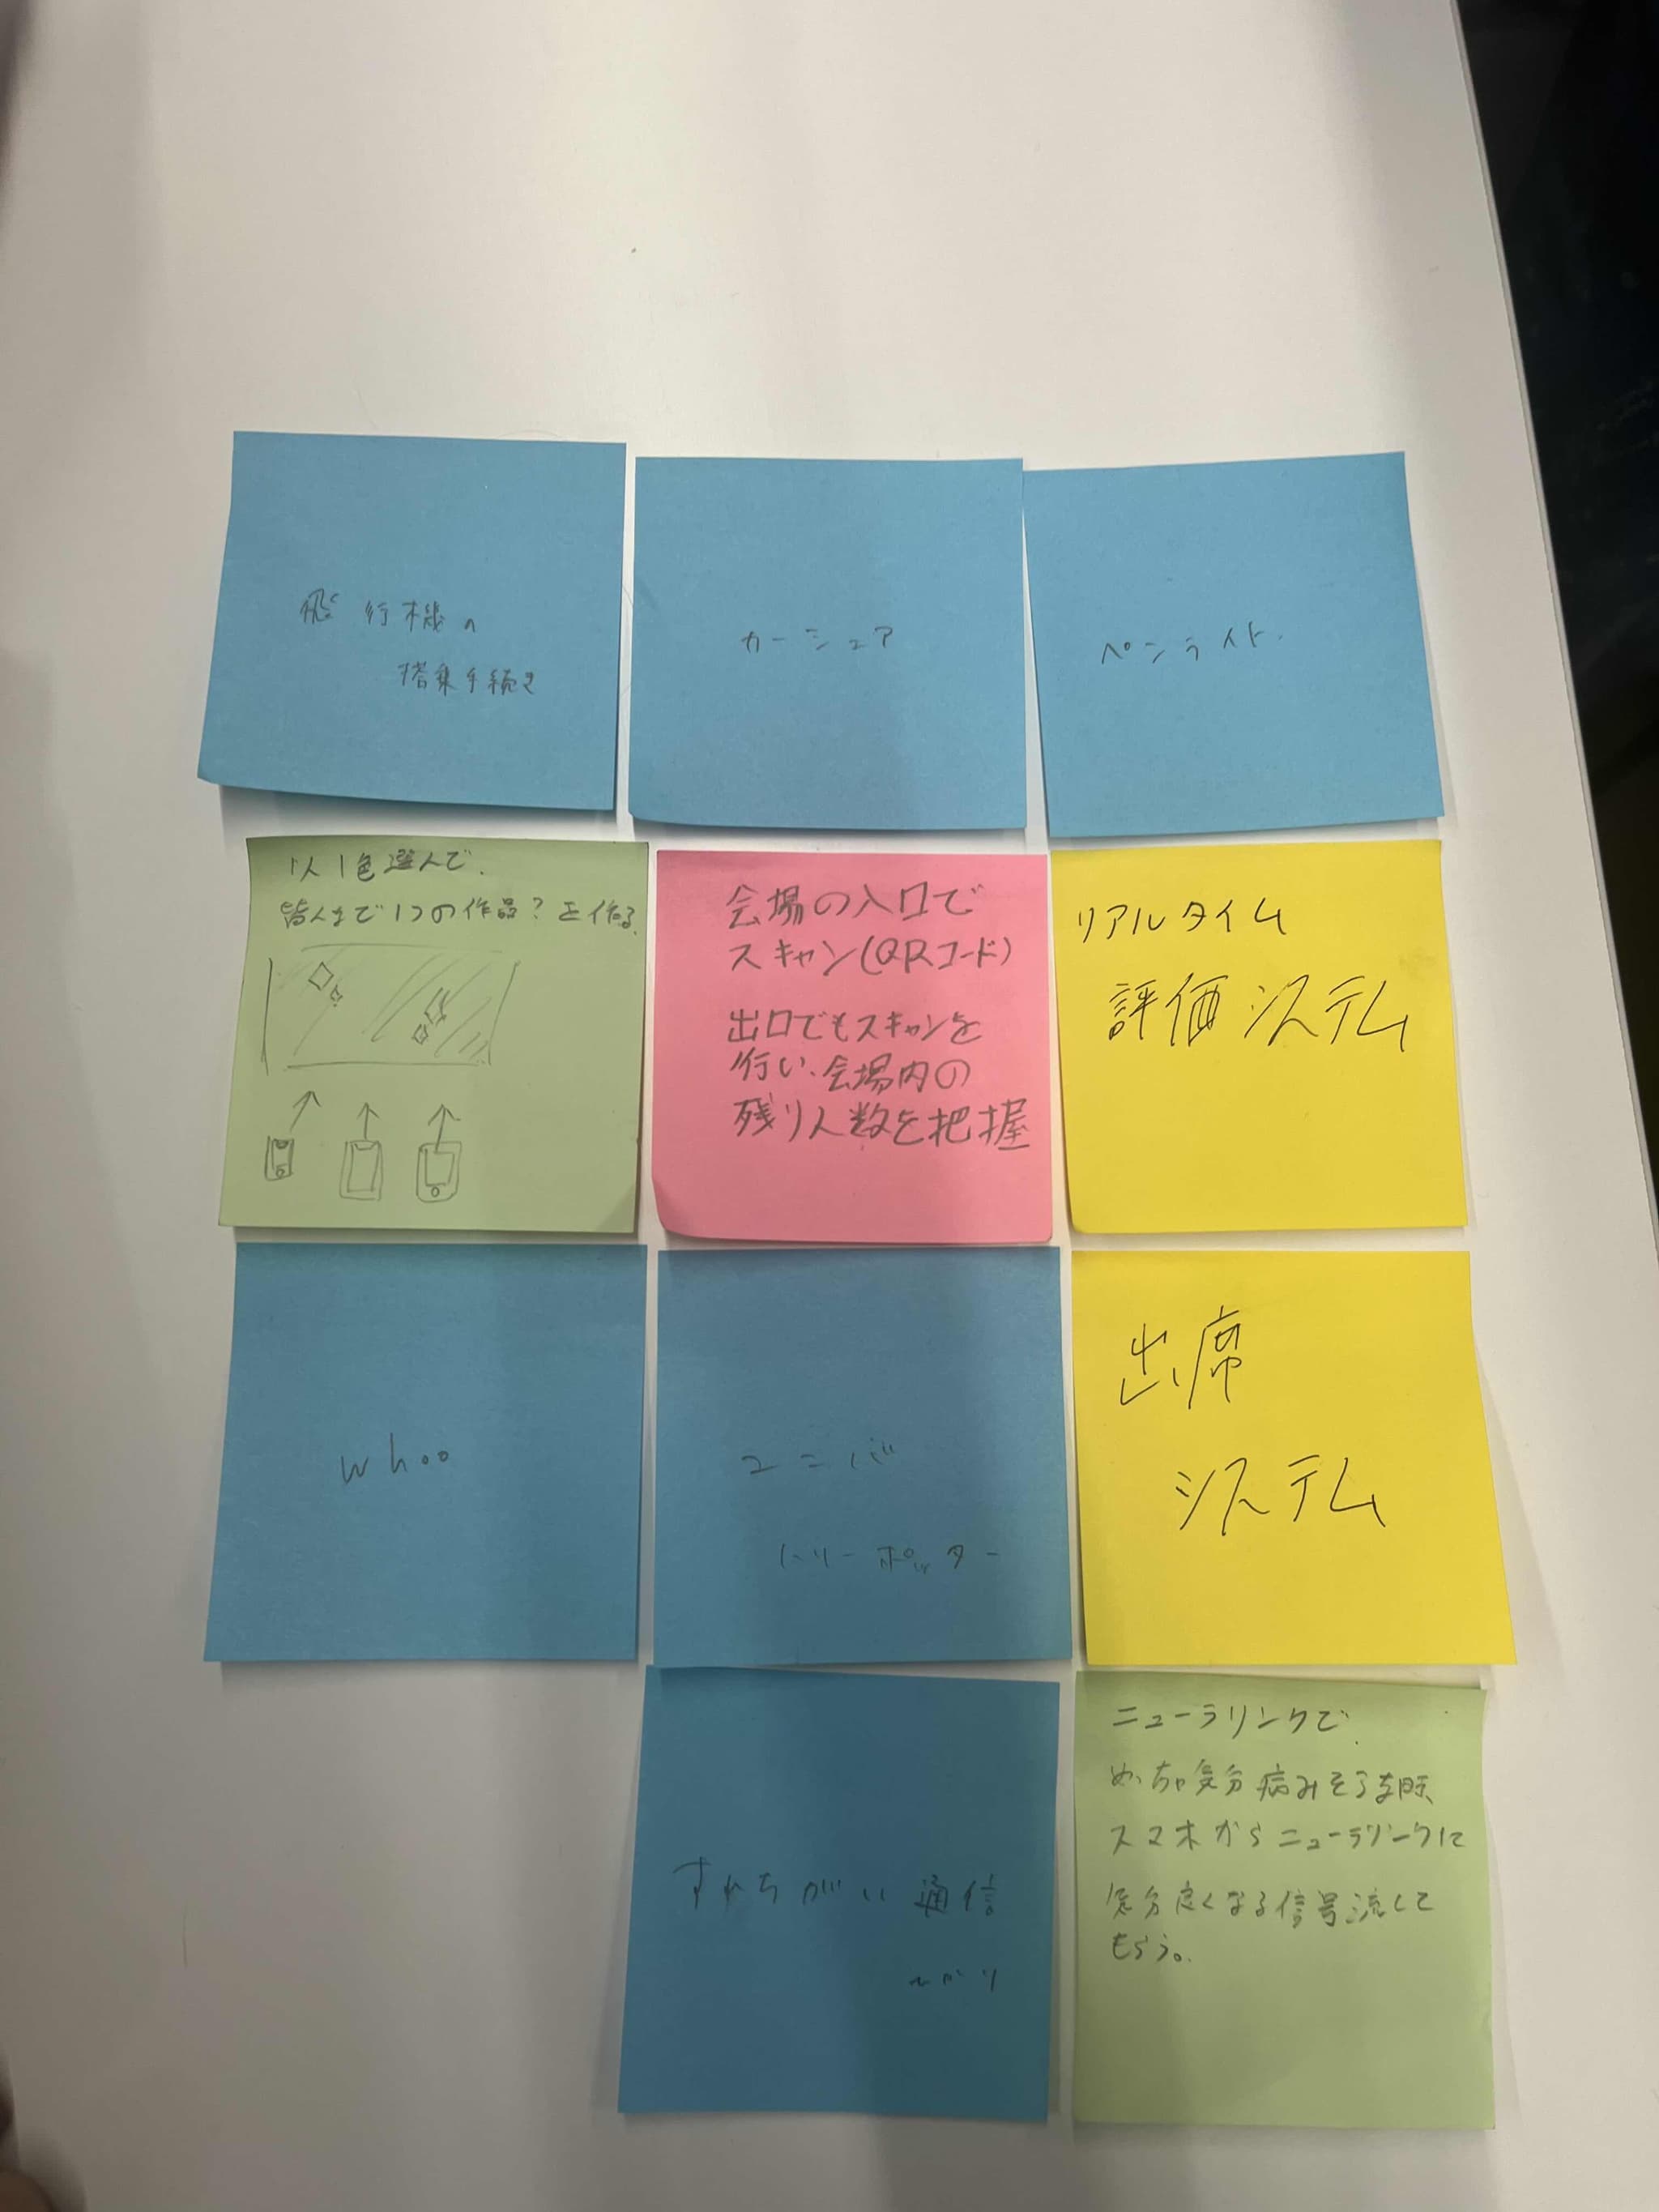 飛行機の
搭乗手続き
カーシェア
ペンライト.
1人1色選んで.
皆んなで1つの作品?を作る.
会場の入口で
スキャン(QRコード)
出口でもスキャンを
行い、会場内の
残り人数を把握
リアルタイム
評価システム
whoo
ユニバ
ハリーポッター
出席
システム
すれちがい通信
ニューラリンクで
めっちゃ気分病みそうな時、
スマホからニューラリンクに
気分良くなる信号流して
もらう。